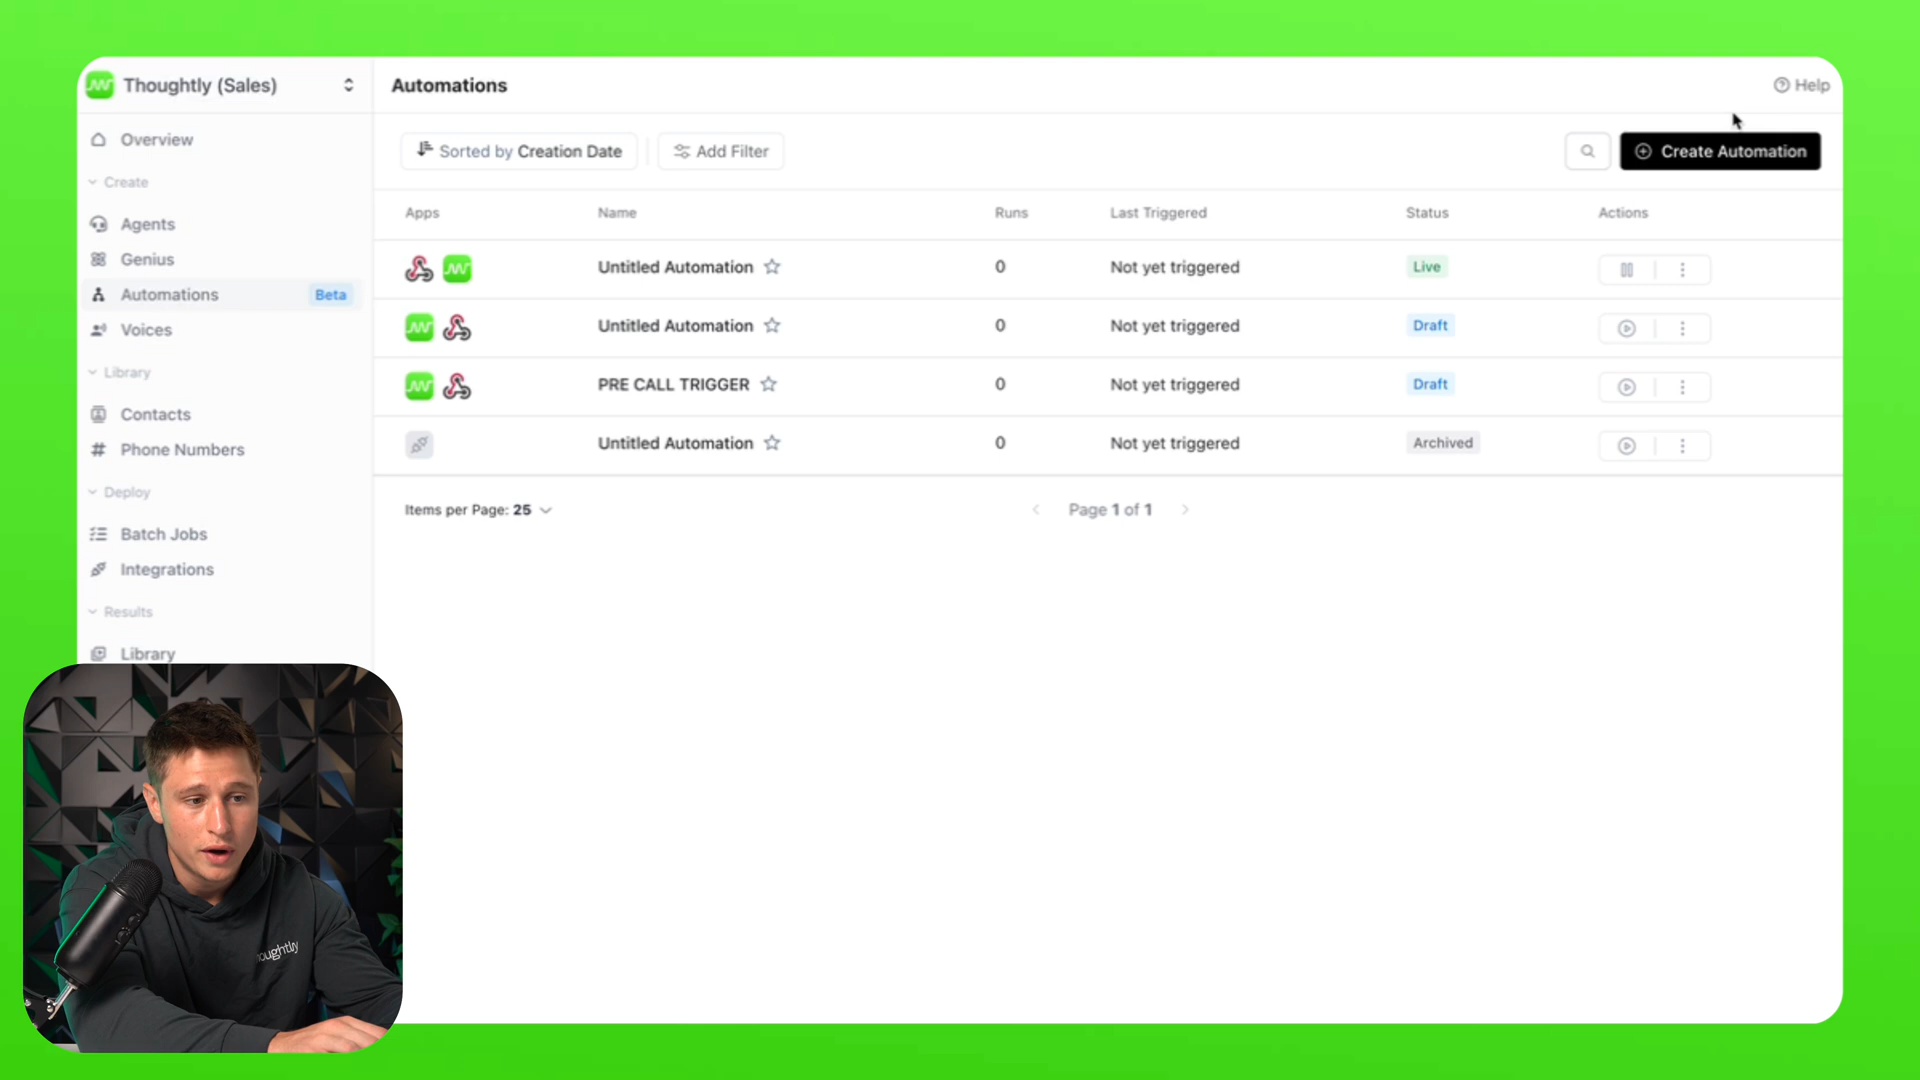 Thoughtly (Sales)
Automations
Help
Overview
Create
Agents
Genius
Automations Beta
Voices
Library
Contacts
Phone Numbers
Deploy
Batch Jobs
Integrations
Results
Library
Sorted by Creation Date
Add Filter
Create Automation
Apps Name Runs Last Triggered Status Actions
Untitled Automation 0 Not yet triggered Live
Untitled Automation 0 Not yet triggered Draft
PRE CALL TRIGGER 0 Not yet triggered Draft
Untitled Automation 0 Not yet triggered Archived
Items per Page: 25
Page 1 of 1
oughtly